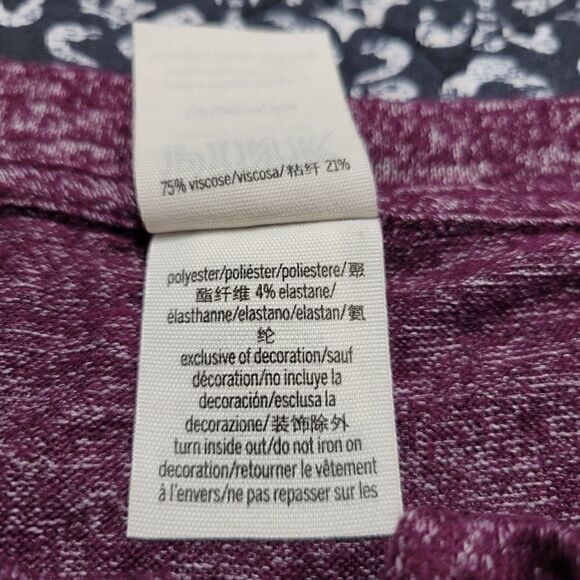 75% viscose/viscosa/粘纤 21%
polyester/poliéster/poliestere/聚
酯纤维 4% elastane/
élasthanne/elastano/elastan/氨
纶
exclusive of decoration/sauf
décoration/no incluye la
decoración/esclusa la
decorazione/装饰除外
turn inside out/do not iron on
decoration/retourner le vêtement
à l'envers/ne pas repasser sur les